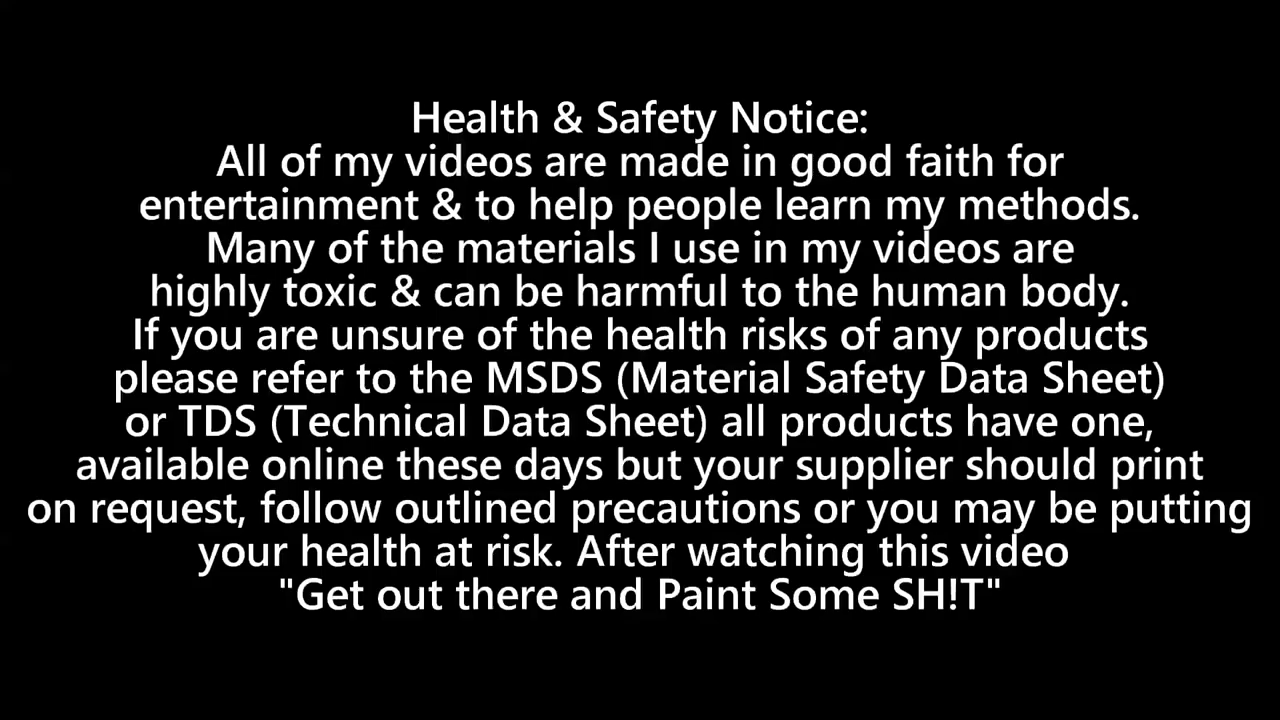 Health & Safety Notice:
All of my videos are made in good faith for
entertainment & to help people learn my methods.
Many of the materials I use in my videos are
highly toxic & can be harmful to the human body.
If you are unsure of the health risks of any products
please refer to the MSDS (Material Safety Data Sheet)
or TDS (Technical Data Sheet) all products have one,
available online these days but your supplier should print
on request, follow outlined precautions or you may be putting
your health at risk. After watching this video
"Get out there and Paint Some SH!T"